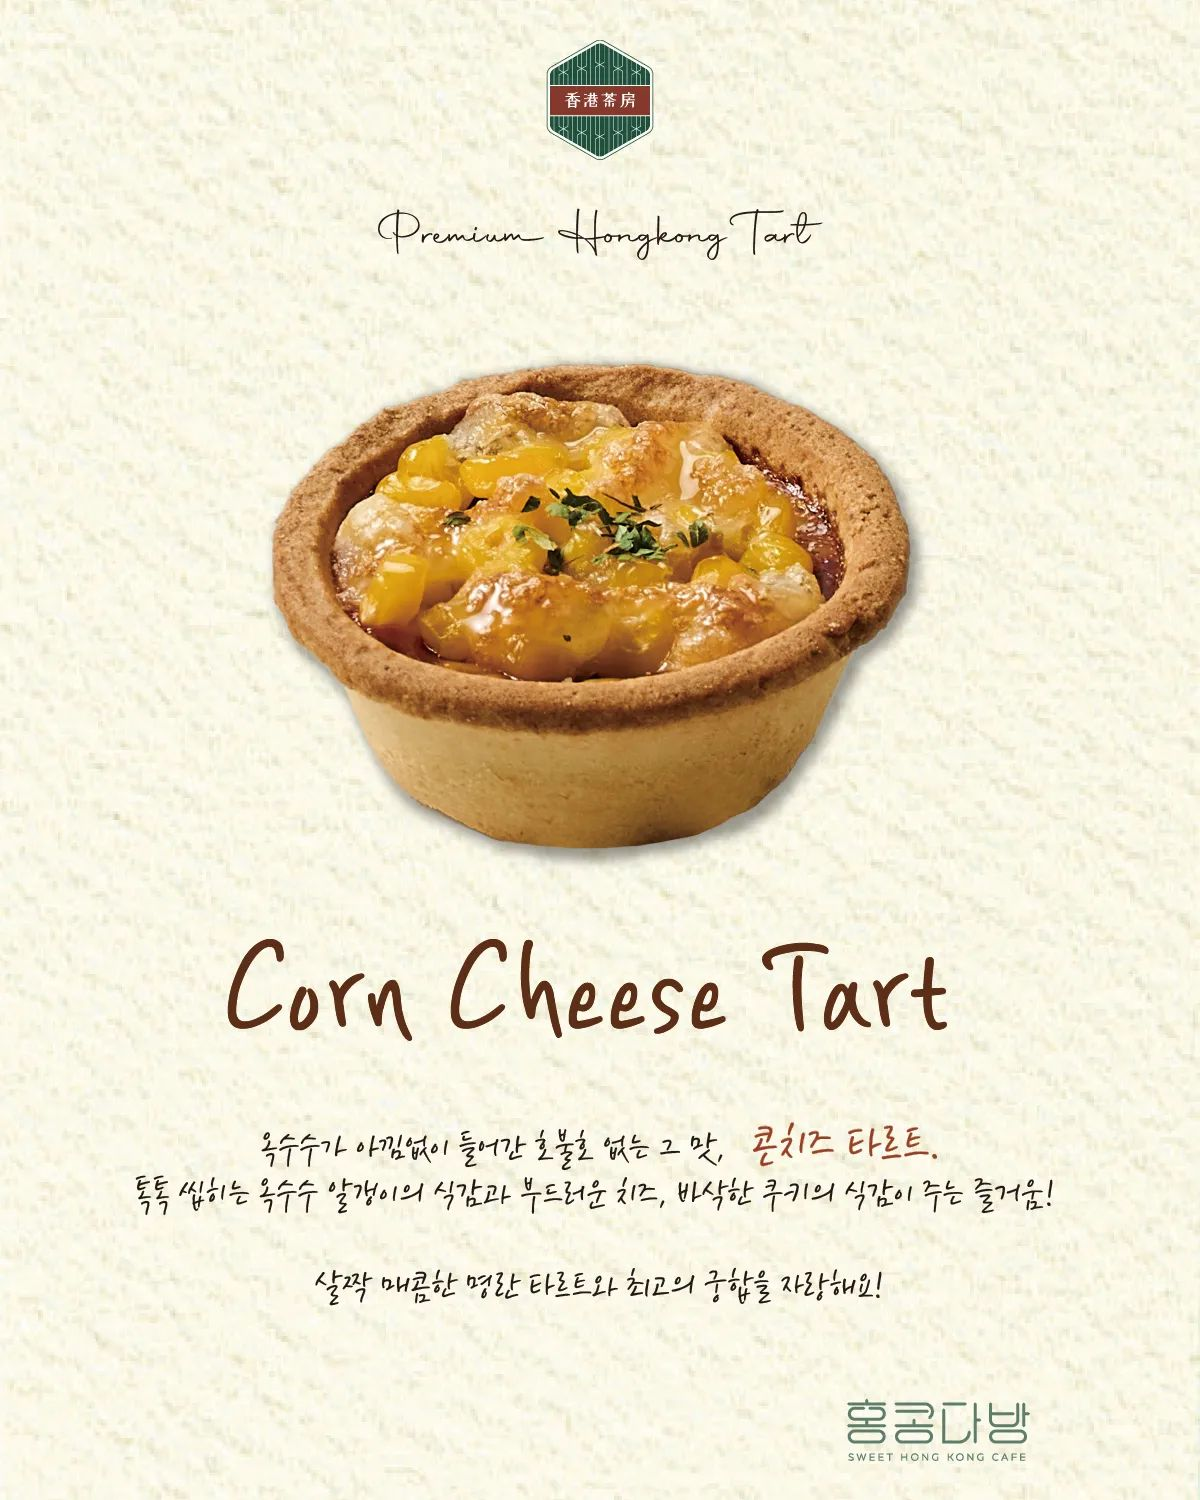 香港茶房
Premium Hongkong Tart
Corn Cheese Tart
옥수수가 아낌없이 들어간 호불호 없는 그 맛, 콘치즈 타르트.
톡톡 씹히는 옥수수 알갱이의 식감과 부드러운 치즈, 바삭한 쿠키의 식감이 주는 즐거움!
살짝 매콤한 명란 타르트와 최고의 궁합을 자랑해요!
홍콩다방
SWEET HONG KONG CAFE